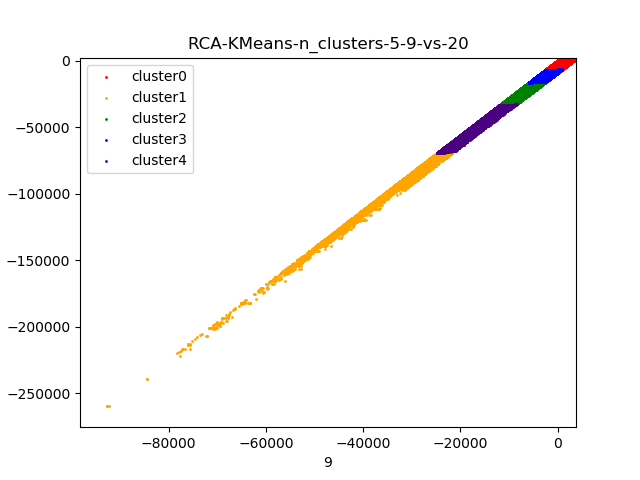 RCA-KMeans-n_clusters-5-9-vs-20
cluster0
cluster1
cluster2
cluster3
cluster4
0
−50000
−100000
−150000
−200000
−250000
−80000 −60000 −40000 −20000 0
9